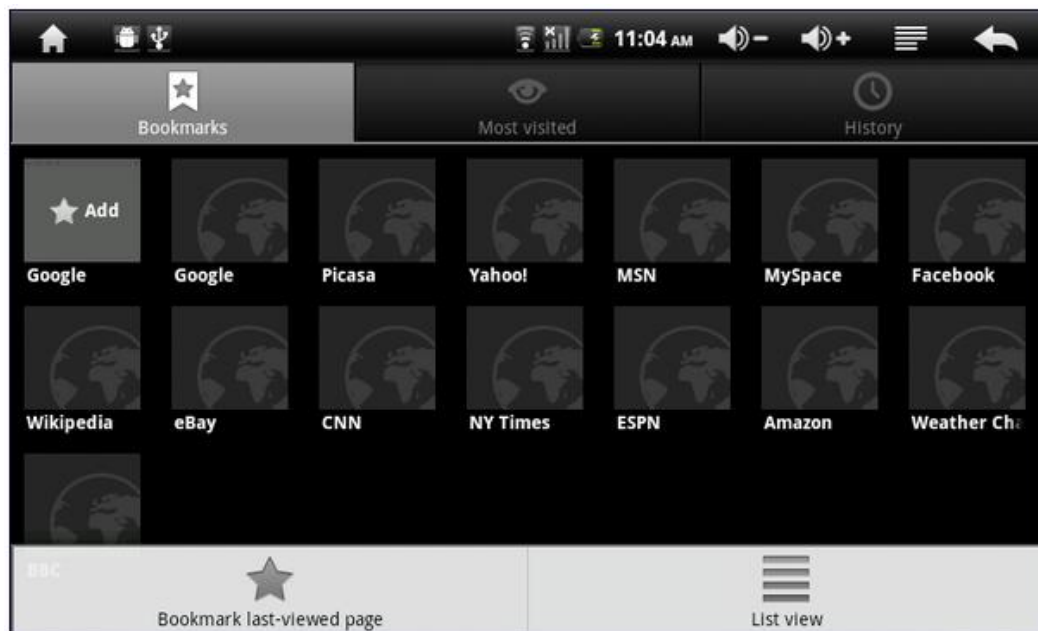 11:04 AM
Bookmarks
Most visited
History
Add
Google
Google
Picasa
Yahoo!
MSN
MySpace
Facebook
Wikipedia
eBay
CNN
NY Times
ESPN
Amazon
Weather Cha
BBC
Bookmark last-viewed page
List view